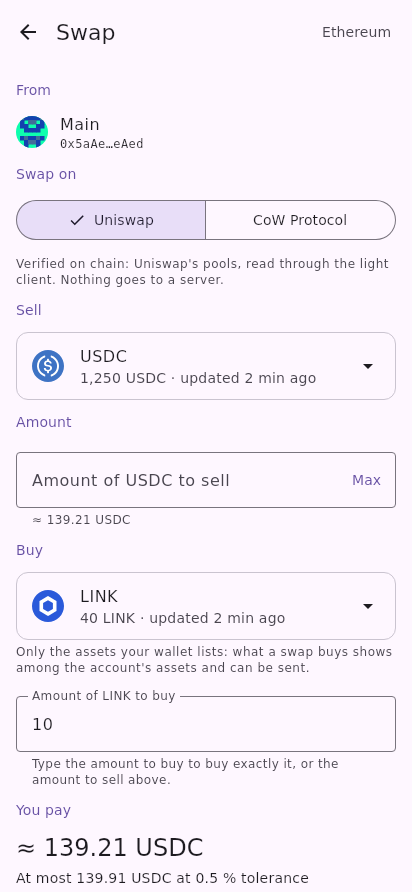 Swap
Ethereum
From
Main
0x5aAe…eAed
Swap on
Uniswap
CoW Protocol
Verified on chain: Uniswap's pools, read through the light
client. Nothing goes to a server.
Sell
USDC
1,250 USDC · updated 2 min ago
Amount
Amount of USDC to sell
Max
≈ 139.21 USDC
Buy
LINK
40 LINK · updated 2 min ago
Only the assets your wallet lists: what a swap buys shows
among the account's assets and can be sent.
Amount of LINK to buy
10
Type the amount to buy to buy exactly it, or the
amount to sell above.
You pay
≈ 139.21 USDC
At most 139.91 USDC at 0.5 % tolerance